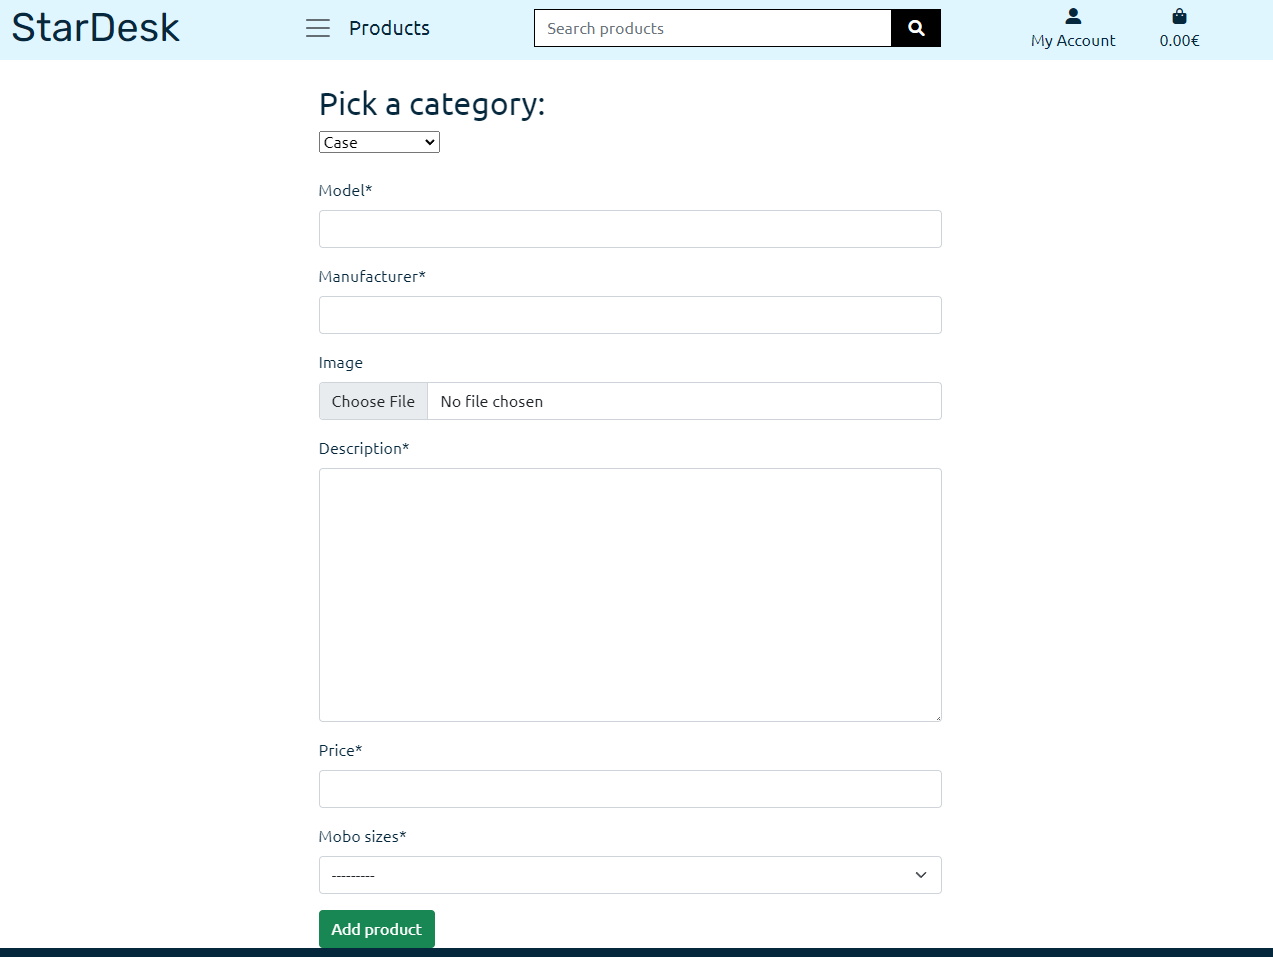 StarDesk
Products
Search products
My Account
0.00€
Pick a category:
Case
Model*
Manufacturer*
Image
Choose File No file chosen
Description*
Price*
Mobo sizes*
---------
Add product